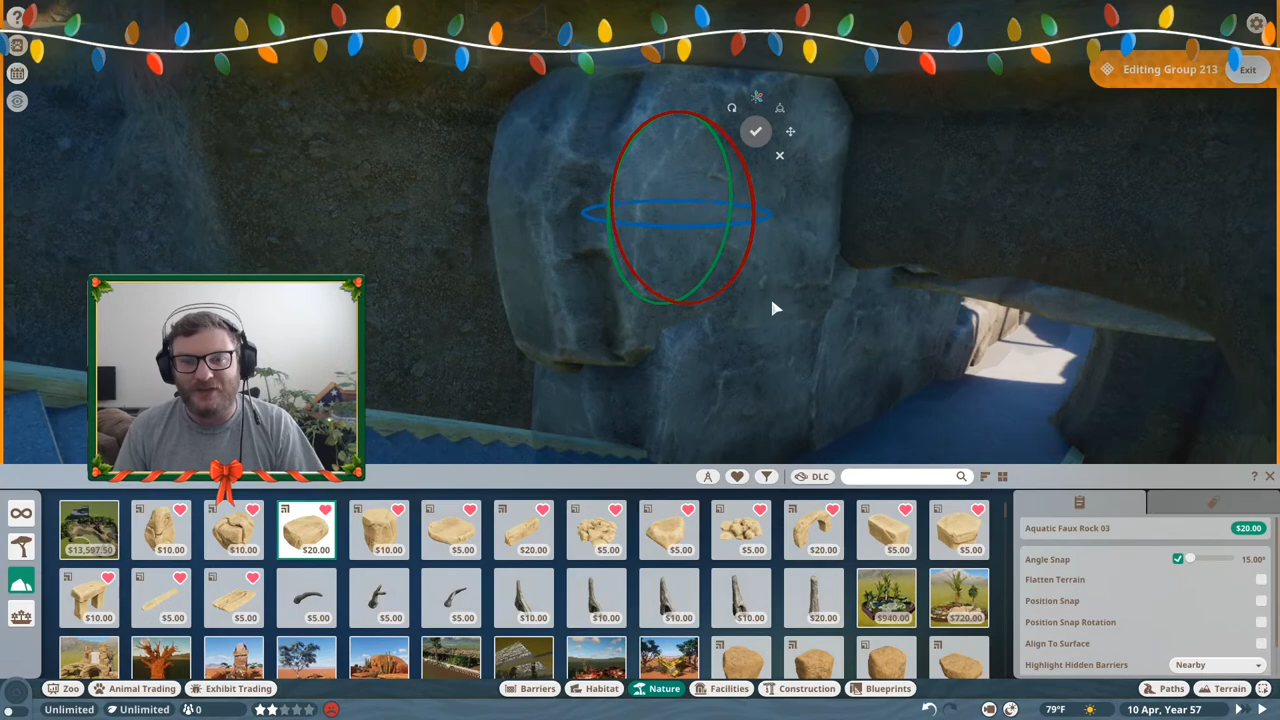 ?
Editing Group 213
Exit
DLC
? ×
$13,597.50
$10.00
$10.00
$20.00
$10.00
$5.00
$20.00
$5.00
$5.00
$5.00
$20.00
$5.00
$5.00
$10.00
$5.00
$5.00
$5.00
$5.00
$5.00
$10.00
$10.00
$10.00
$10.00
$20.00
$940.00
$720.00
Aquatic Faux Rock 03
$20.00
Angle Snap
15.00°
Flatten Terrain
Position Snap
Position Snap Rotation
Align To Surface
Highlight Hidden Barriers
Nearby
Zoo
Animal Trading
Exhibit Trading
Barriers
Habitat
Nature
Facilities
Construction
Blueprints
Paths
Terrain
Unlimited
Unlimited
0
79°F
10 Apr, Year 57